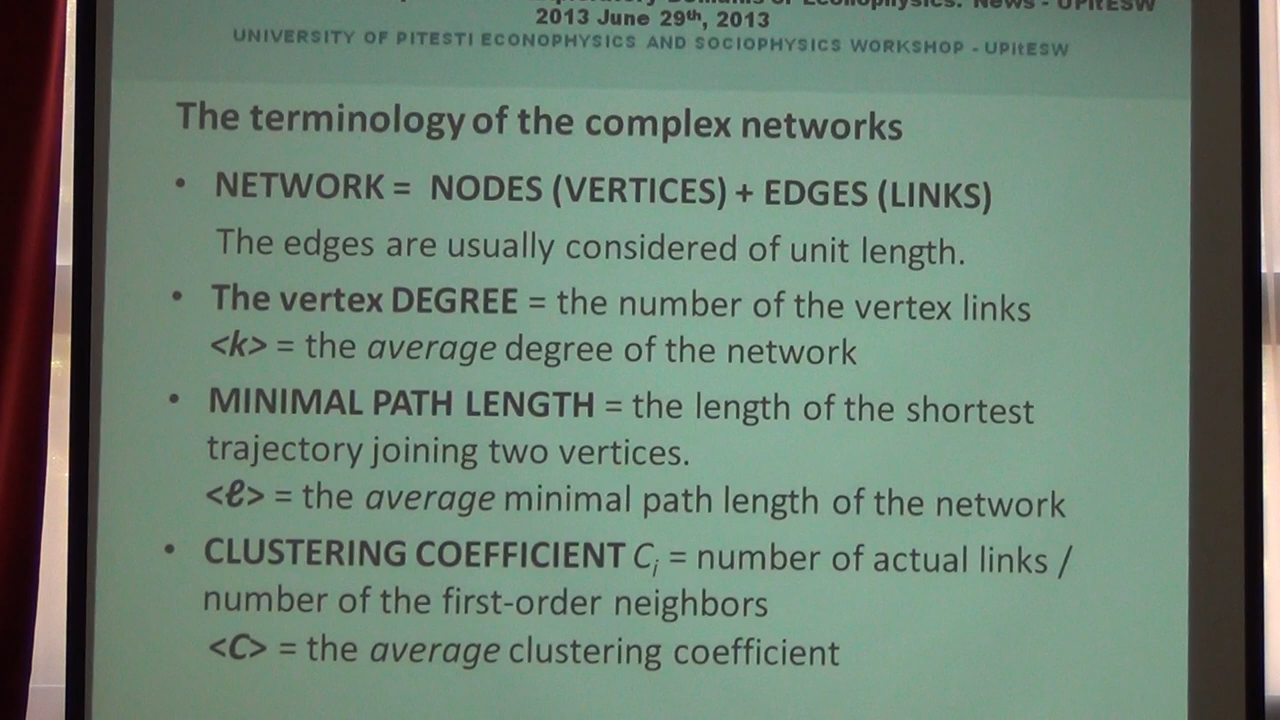 Econophysics. News - UPItESW
2013 June 29th, 2013
UNIVERSITY OF PITESTI ECONOPHYSICS AND SOCIOPHYSICS WORKSHOP - UPItESW
The terminology of the complex networks
• NETWORK = NODES (VERTICES) + EDGES (LINKS)
The edges are usually considered of unit length.
• The vertex DEGREE = the number of the vertex links
<k> = the average degree of the network
• MINIMAL PATH LENGTH = the length of the shortest
trajectory joining two vertices.
<ℓ> = the average minimal path length of the network
• CLUSTERING COEFFICIENT Ci = number of actual links /
number of the first-order neighbors
<C> = the average clustering coefficient